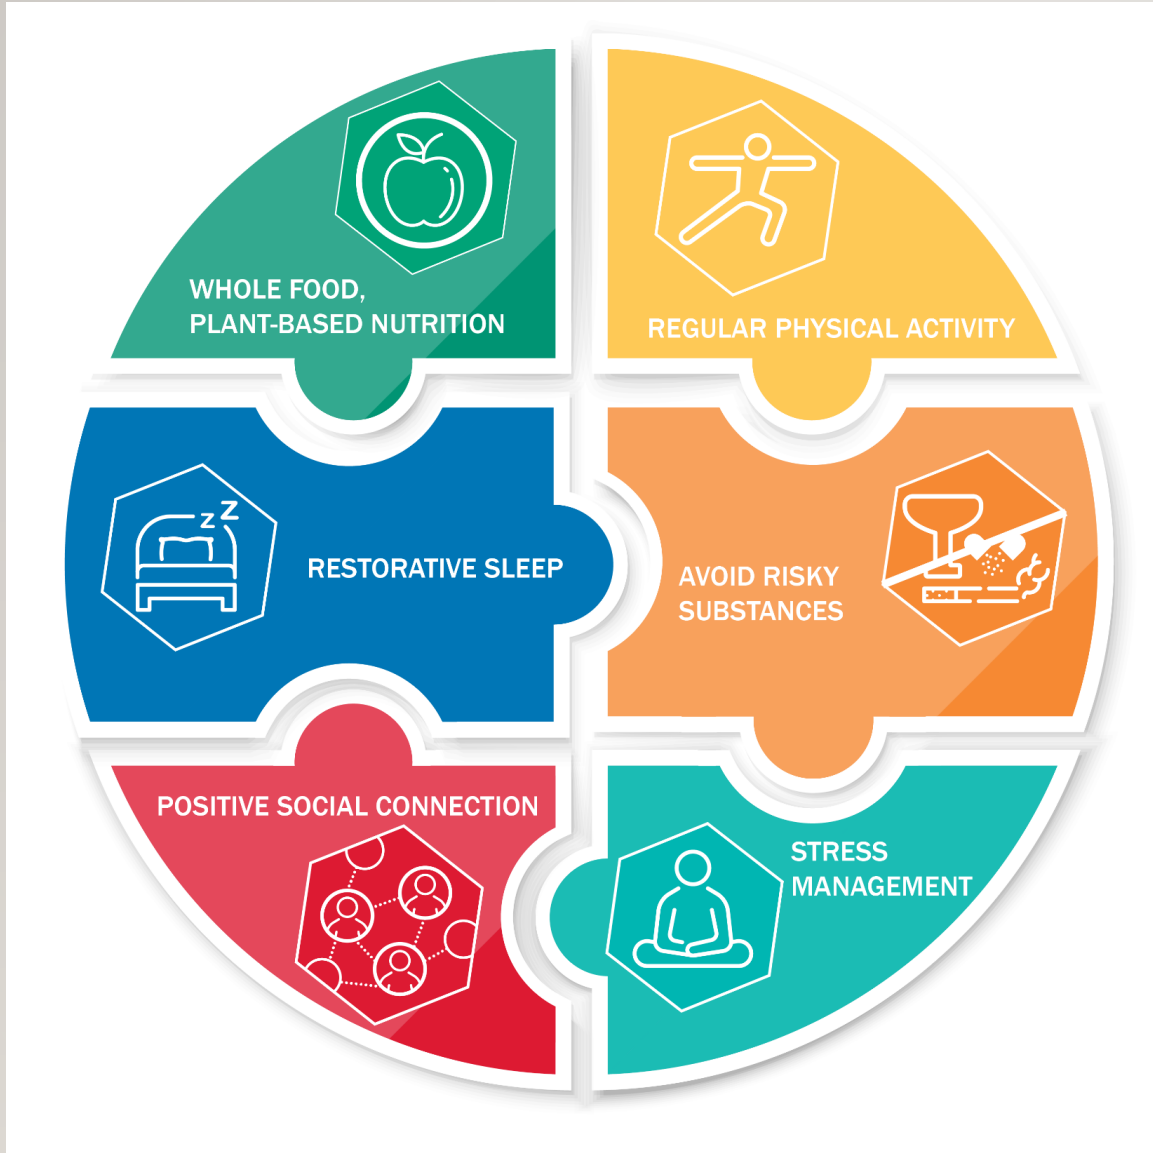 WHOLE FOOD,
PLANT-BASED NUTRITION
REGULAR PHYSICAL ACTIVITY
z Z
RESTORATIVE SLEEP
AVOID RISKY
SUBSTANCES
POSITIVE SOCIAL CONNECTION
STRESS
MANAGEMENT